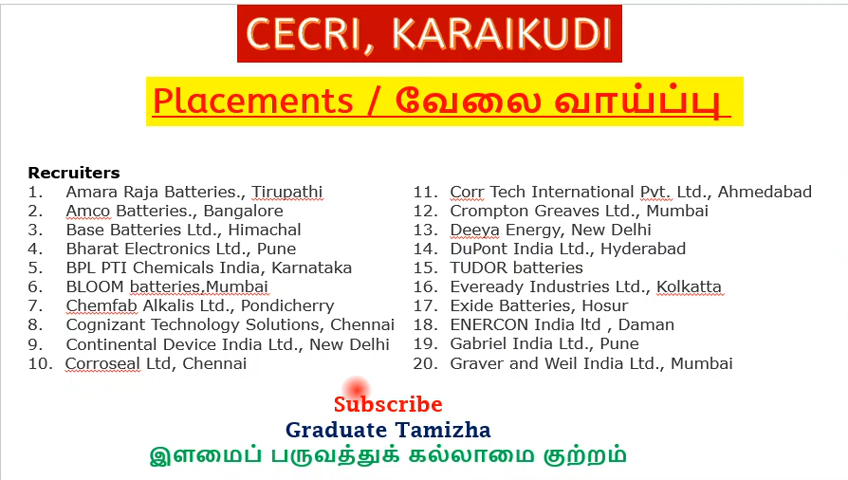 CECRI, KARAIKUDI
Placements / வேலை வாய்ப்பு
Recruiters
1. Amara Raja Batteries., Tirupathi
2. Amco Batteries., Bangalore
3. Base Batteries Ltd., Himachal
4. Bharat Electronics Ltd., Pune
5. BPL PTI Chemicals India, Karnataka
6. BLOOM batteries,Mumbai
7. Chemfab Alkalis Ltd., Pondicherry
8. Cognizant Technology Solutions, Chennai
9. Continental Device India Ltd., New Delhi
10. Corroseal Ltd, Chennai
11. Corr Tech International Pvt. Ltd., Ahmedabad
12. Crompton Greaves Ltd., Mumbai
13. Deeya Energy, New Delhi
14. DuPont India Ltd., Hyderabad
15. TUDOR batteries
16. Eveready Industries Ltd., Kolkatta
17. Exide Batteries, Hosur
18. ENERCON India ltd , Daman
19. Gabriel India Ltd., Pune
20. Graver and Weil India Ltd., Mumbai
Subscribe
Graduate Tamizha
இளமைப் பருவத்துக் கல்லாமை குற்றம்